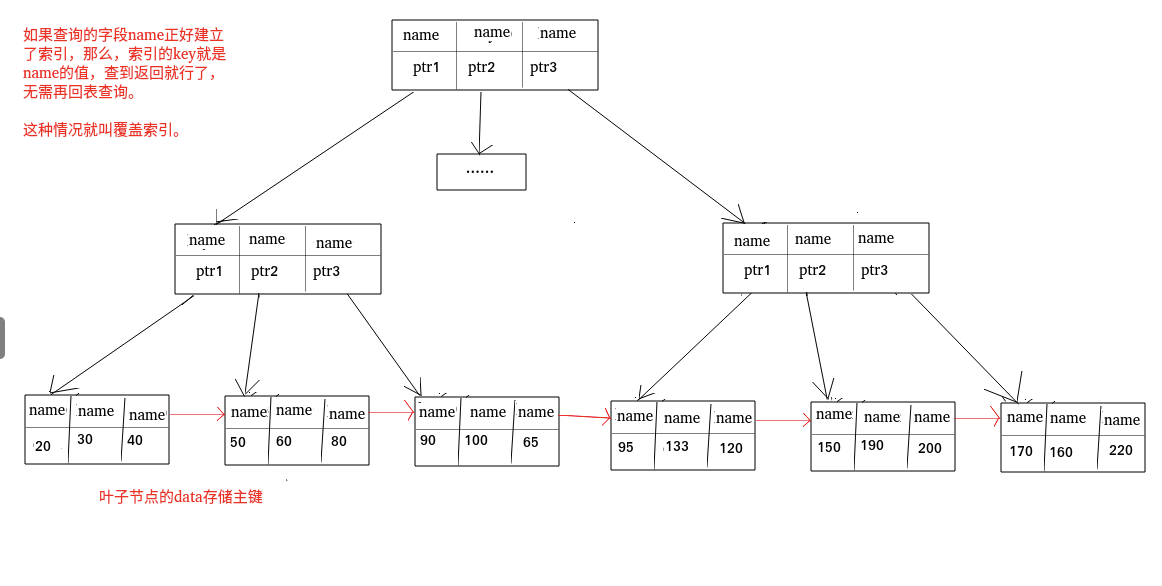 如果查询的字段name正好建立
了索引，那么，索引的key就是
name的值，查到返回就行了，
无需再回表查询。
这种情况就叫覆盖索引。
name name name
ptr1 ptr2 ptr3
......
name name name
ptr1 ptr2 ptr3
name name name
ptr1 ptr2 ptr3
name name name
20 30 40
name name name
50 60 80
name name name
90 100 65
name name name
95 133 120
name name name
150 190 200
name name name
170 160 220
叶子节点的data存储主键